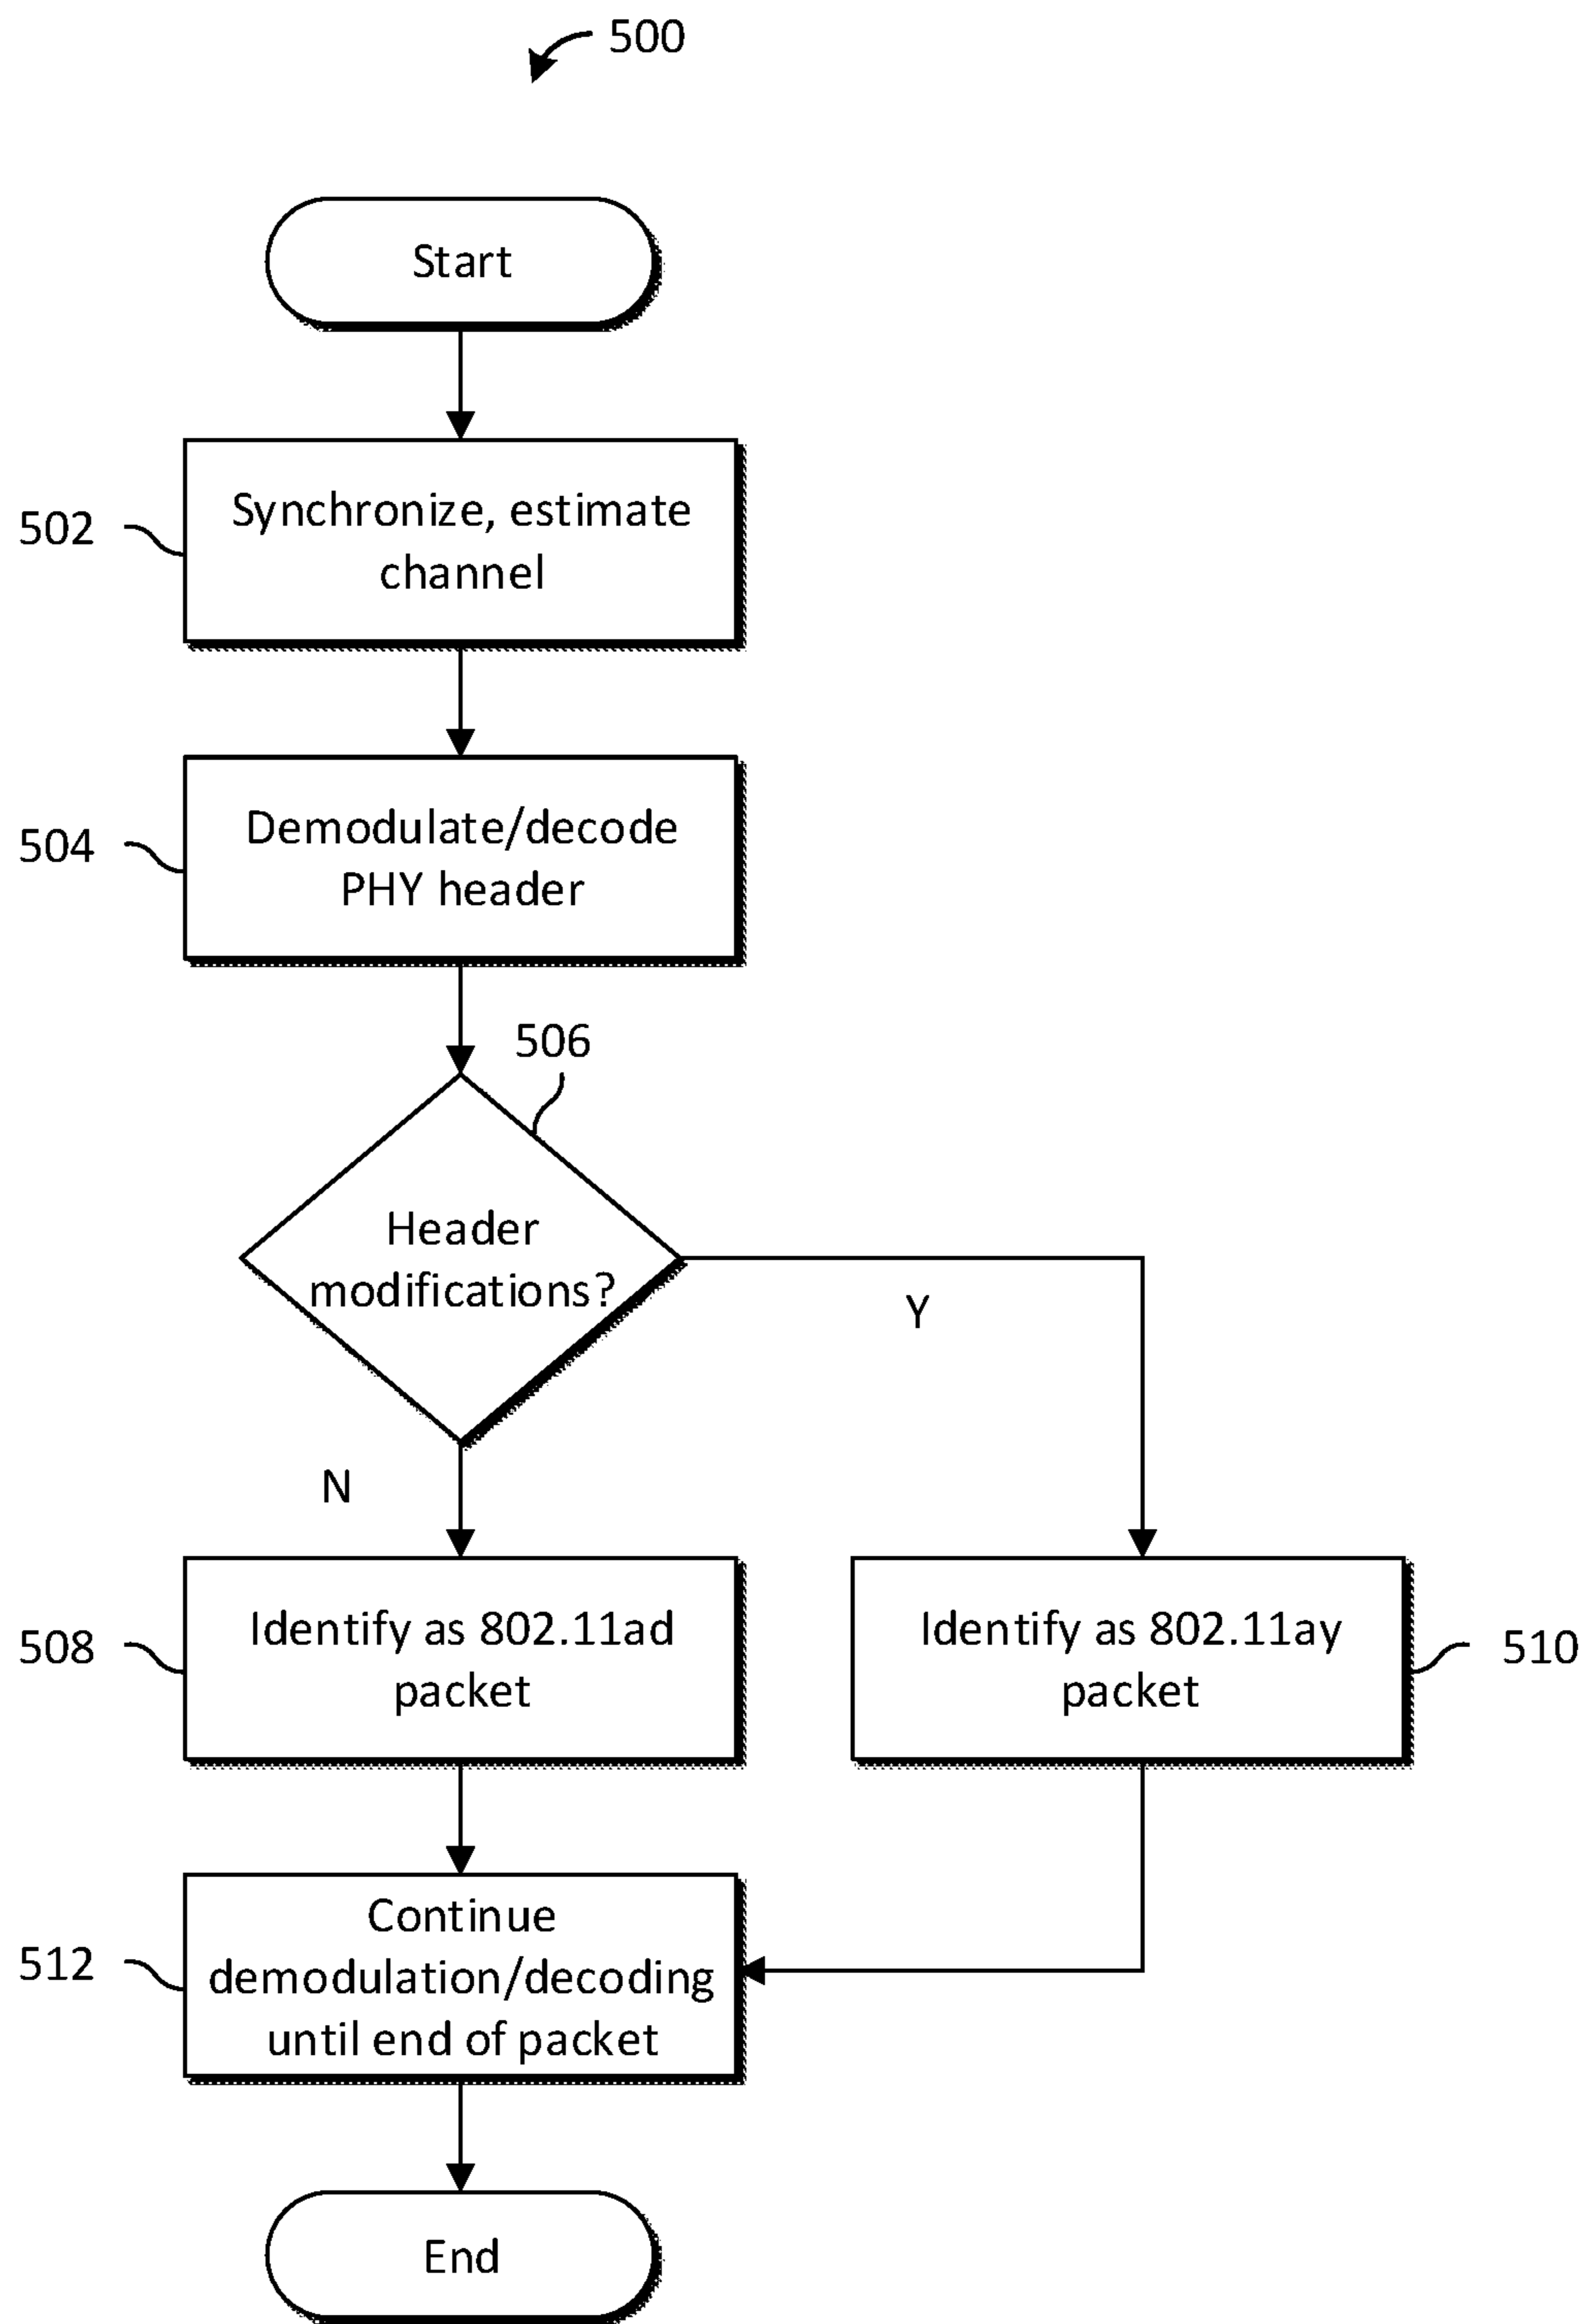 500
Start
502
Synchronize, estimate
channel
504
Demodulate/decode
PHY header
506
Header
modifications?
Y
N
508
Identify as 802.11ad
packet
Identify as 802.11ay
packet
510
512
Continue
demodulation/decoding
until end of packet
End